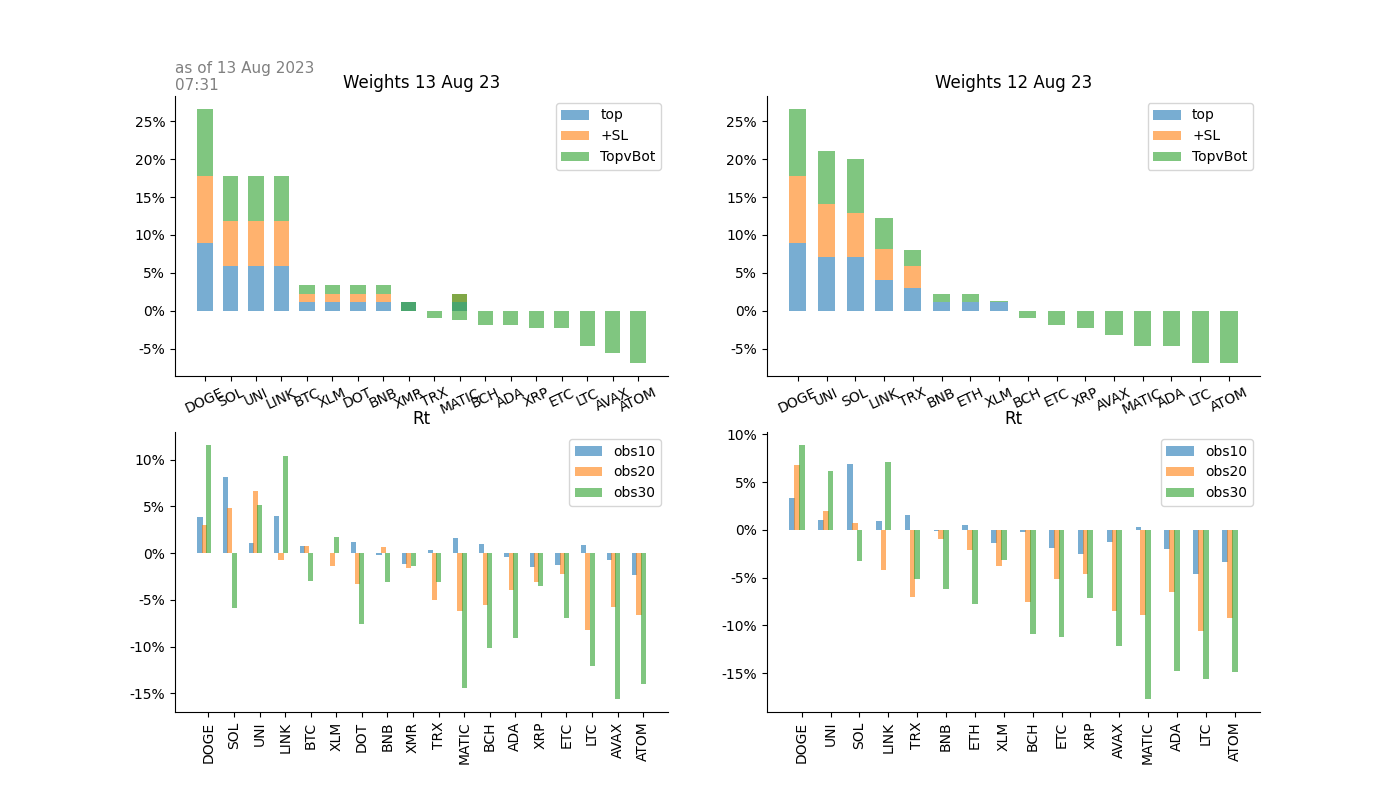 as of 13 Aug 2023
07:31
Weights 13 Aug 23
25%
20%
15%
10%
5%
0%
-5%
top
+SL
TopvBot
DOGE SOL UNI LINK BTC XLM DOT BNB XMR TRX MATIC BCH ADA XRP ETC LTC AVAX ATOM
Weights 12 Aug 23
25%
20%
15%
10%
5%
0%
-5%
top
+SL
TopvBot
DOGE UNI SOL LINK TRX BNB ETH XLM BCH ETC XRP AVAX MATIC ADA LTC ATOM
Rt
10%
5%
0%
-5%
-10%
-15%
obs10
obs20
obs30
DOGE SOL UNI LINK BTC XLM DOT BNB XMR TRX MATIC BCH ADA XRP ETC LTC AVAX ATOM
Rt
10%
5%
0%
-5%
-10%
-15%
obs10
obs20
obs30
DOGE UNI SOL LINK TRX BNB ETH XLM BCH ETC XRP AVAX MATIC ADA LTC ATOM